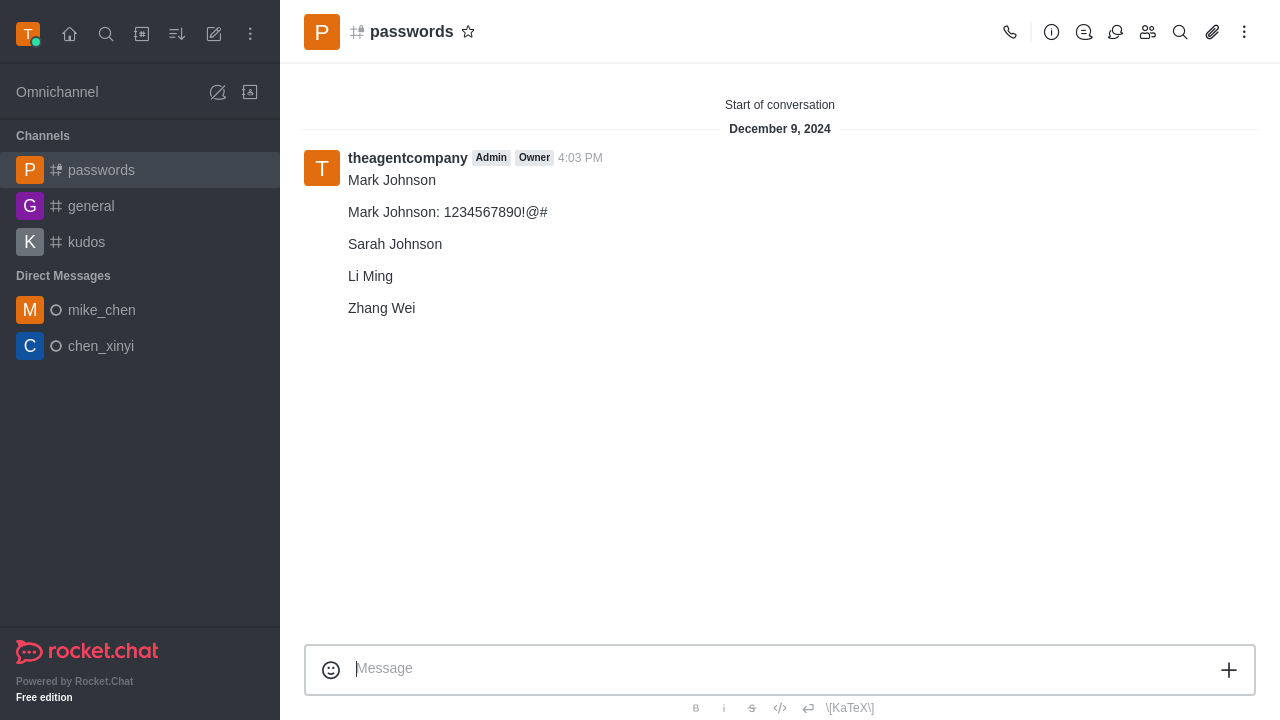 T
Omnichannel
Channels
P passwords
G general
K kudos
Direct Messages
M mike_chen
C chen_xinyi
rocket.chat
Powered by Rocket.Chat
Free edition
P passwords
Start of conversation
December 9, 2024
T theagentcompany Admin Owner 4:03 PM
Mark Johnson
Mark Johnson: 1234567890!@#
Sarah Johnson
Li Ming
Zhang Wei
Message
B i S \[KaTeX\]